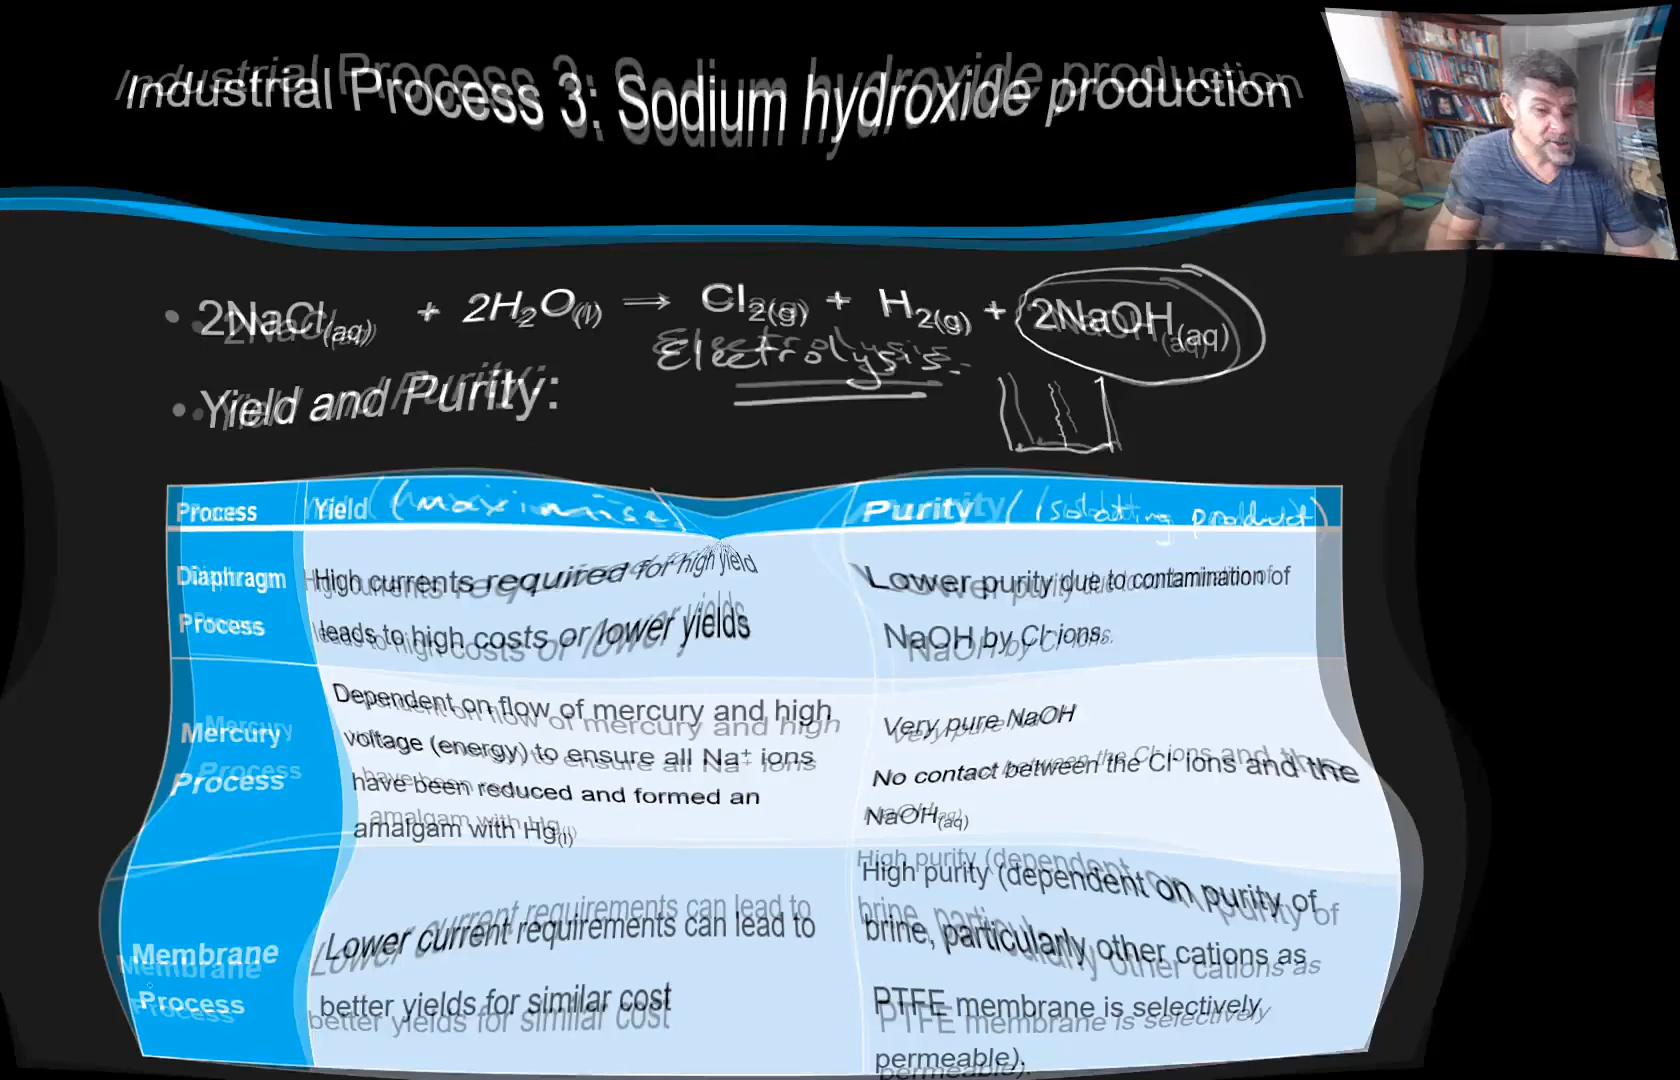 Industrial Process 3: Sodium hydroxide production
• 2NaCl(aq) + 2H2O(l) ⟹ Cl2(g) + H2(g) + 2NaOH(aq)
Electrolysis.
• Yield and Purity:
Process Yield (maximise) Purity (isolating product)
Diaphragm Process
High currents required for high yield
leads to high costs or lower yields
Lower purity due to contamination of
NaOH by Cl- ions.
Mercury Process
Dependent on flow of mercury and high
voltage (energy) to ensure all Na+ ions
have been reduced and formed an
amalgam with Hg(l)
Very pure NaOH
No contact between the Cl- ions and the
NaOH(aq)
Membrane Process
Lower current requirements can lead to
better yields for similar cost
High purity (dependent on purity of
brine, particularly other cations as
PTFE membrane is selectively
permeable).